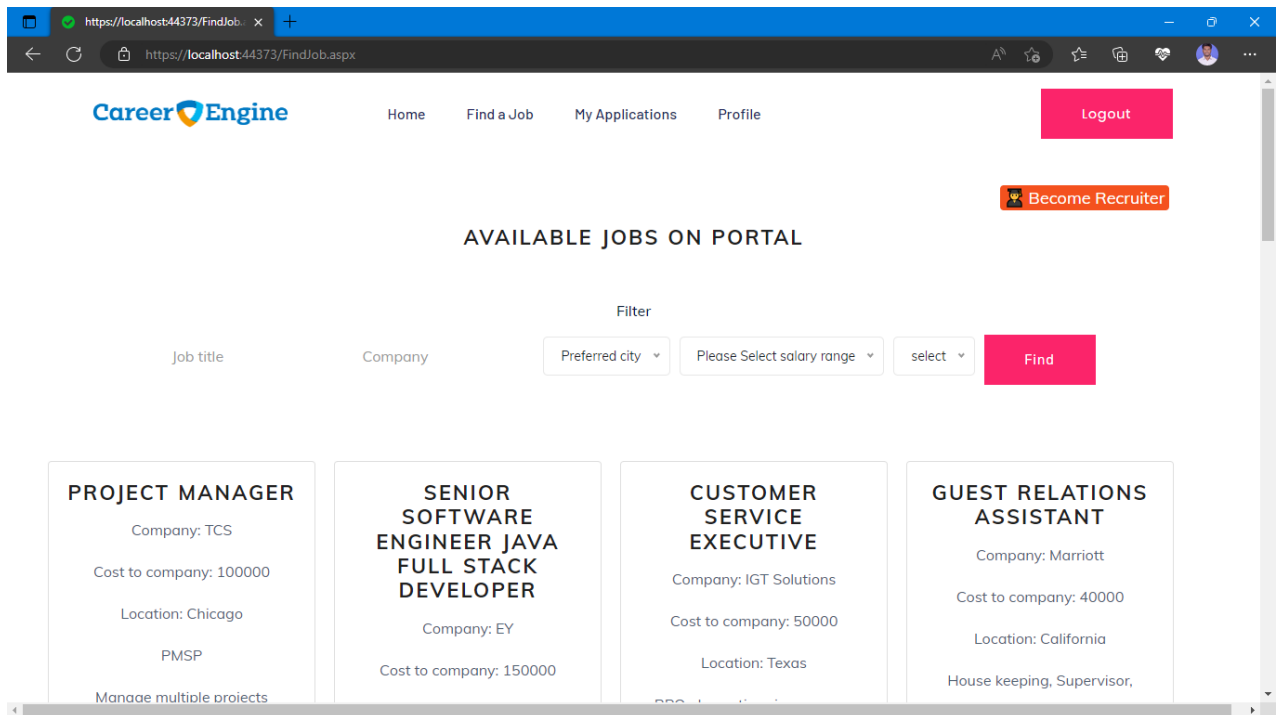 https://localhost:44373/FindJob.
https://localhost:44373/FindJob.aspx
Career Engine
Home Find a Job My Applications Profile Logout
Become Recruiter
AVAILABLE JOBS ON PORTAL
Filter
Job title Company Preferred city Please Select salary range select Find
PROJECT MANAGER
Company: TCS
Cost to company: 100000
Location: Chicago
PMSP
Manage multiple projects
SENIOR
SOFTWARE
ENGINEER JAVA
FULL STACK
DEVELOPER
Company: EY
Cost to company: 150000
CUSTOMER
SERVICE
EXECUTIVE
Company: IGT Solutions
Cost to company: 50000
Location: Texas
GUEST RELATIONS
ASSISTANT
Company: Marriott
Cost to company: 40000
Location: California
House keeping, Supervisor,